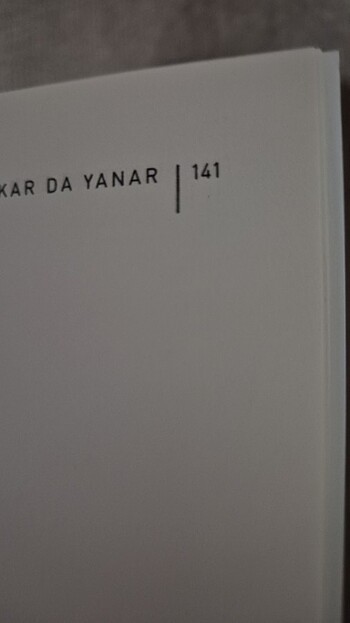 KAR DA YANAR | 141